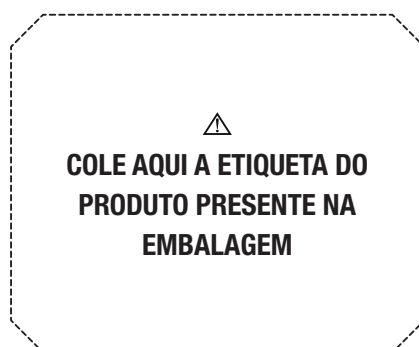 COLE AQUI A ETIQUETA DO
PRODUTO PRESENTE NA
EMBALAGEM